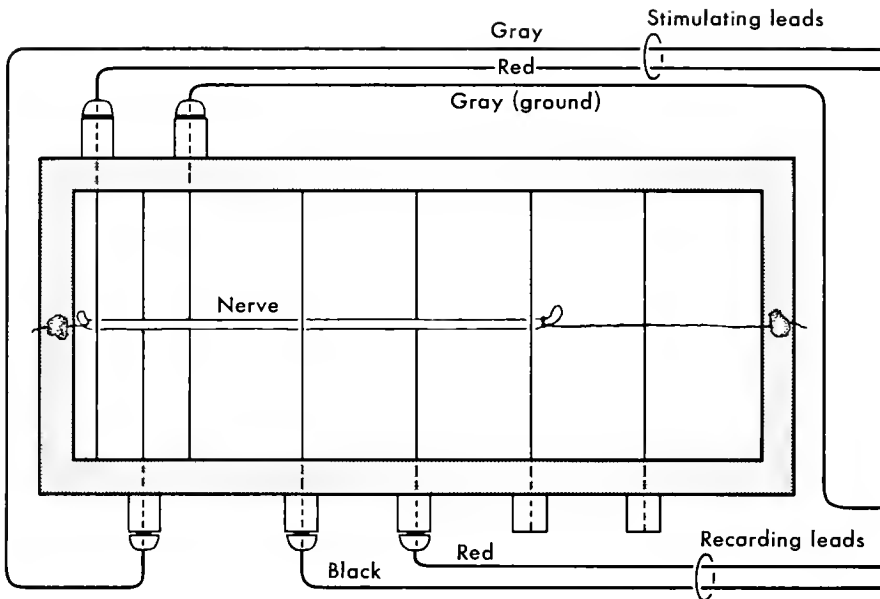 Stimulating leads
Gray
Red
Gray (ground)
Nerve
Recording leads
Red
Black